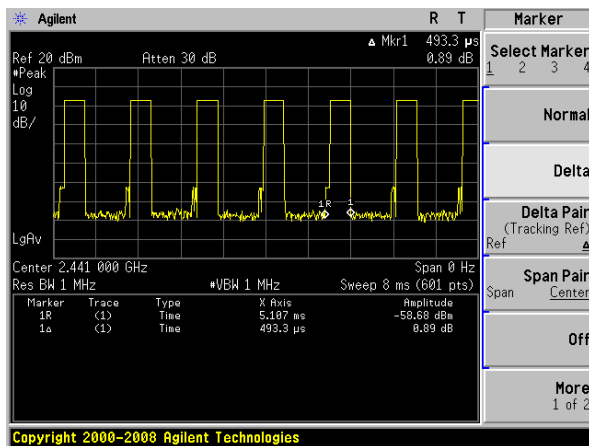 Agilent R T Marker
Δ Mkr1 493.3 µs
Ref 20 dBm Atten 30 dB 0.89 dB
#Peak
Log
10
dB/
1R 1
LgAv
Center 2.441 000 GHz Span 0 Hz
Res BW 1 MHz #VBW 1 MHz Sweep 8 ms (601 pts)
Marker Trace Type X Axis Amplitude
1R (1) Time 5.107 ms -58.68 dBm
1Δ (1) Time 493.3 µs 0.89 dB
Select Marker
1 2 3 4
Normal
Delta
Delta Pair
(Tracking Ref)
Ref Δ
Span Pair
Span Center
Off
More
1 of 2
Copyright 2000-2008 Agilent Technologies